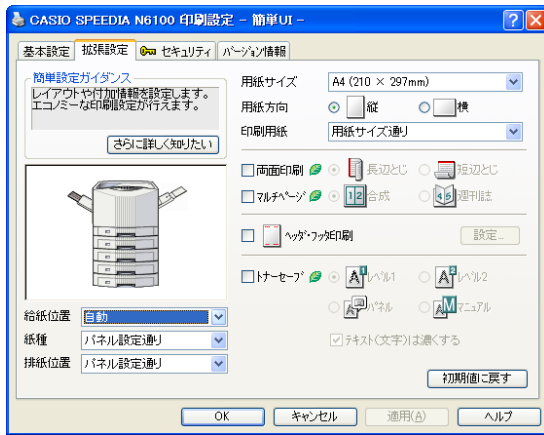 CASIO SPEEDIA N6100 印刷設定 - 簡単UI -
基本設定 拡張設定 セキュリティ バージョン情報
簡単設定ガイダンス
レイアウトや付加情報を設定します。
エコノミーな印刷設定が行えます。
さらに詳しく知りたい
用紙サイズ A4 (210 × 297mm)
用紙方向 縦 横
印刷用紙 用紙サイズ通り
両面印刷 長辺とじ 短辺とじ
マルチページ 1 2 合成 4 5 週刊誌
ヘッダ・フッタ印刷 設定...
トナーセーブ A 1 レベル1 A 2 レベル2
A パネル A M マニュアル
テキスト(文字)は濃くする
給紙位置 自動
紙種 パネル設定通り
排紙位置 パネル設定通り
初期値に戻す
OK キャンセル 適用(A) ヘルプ